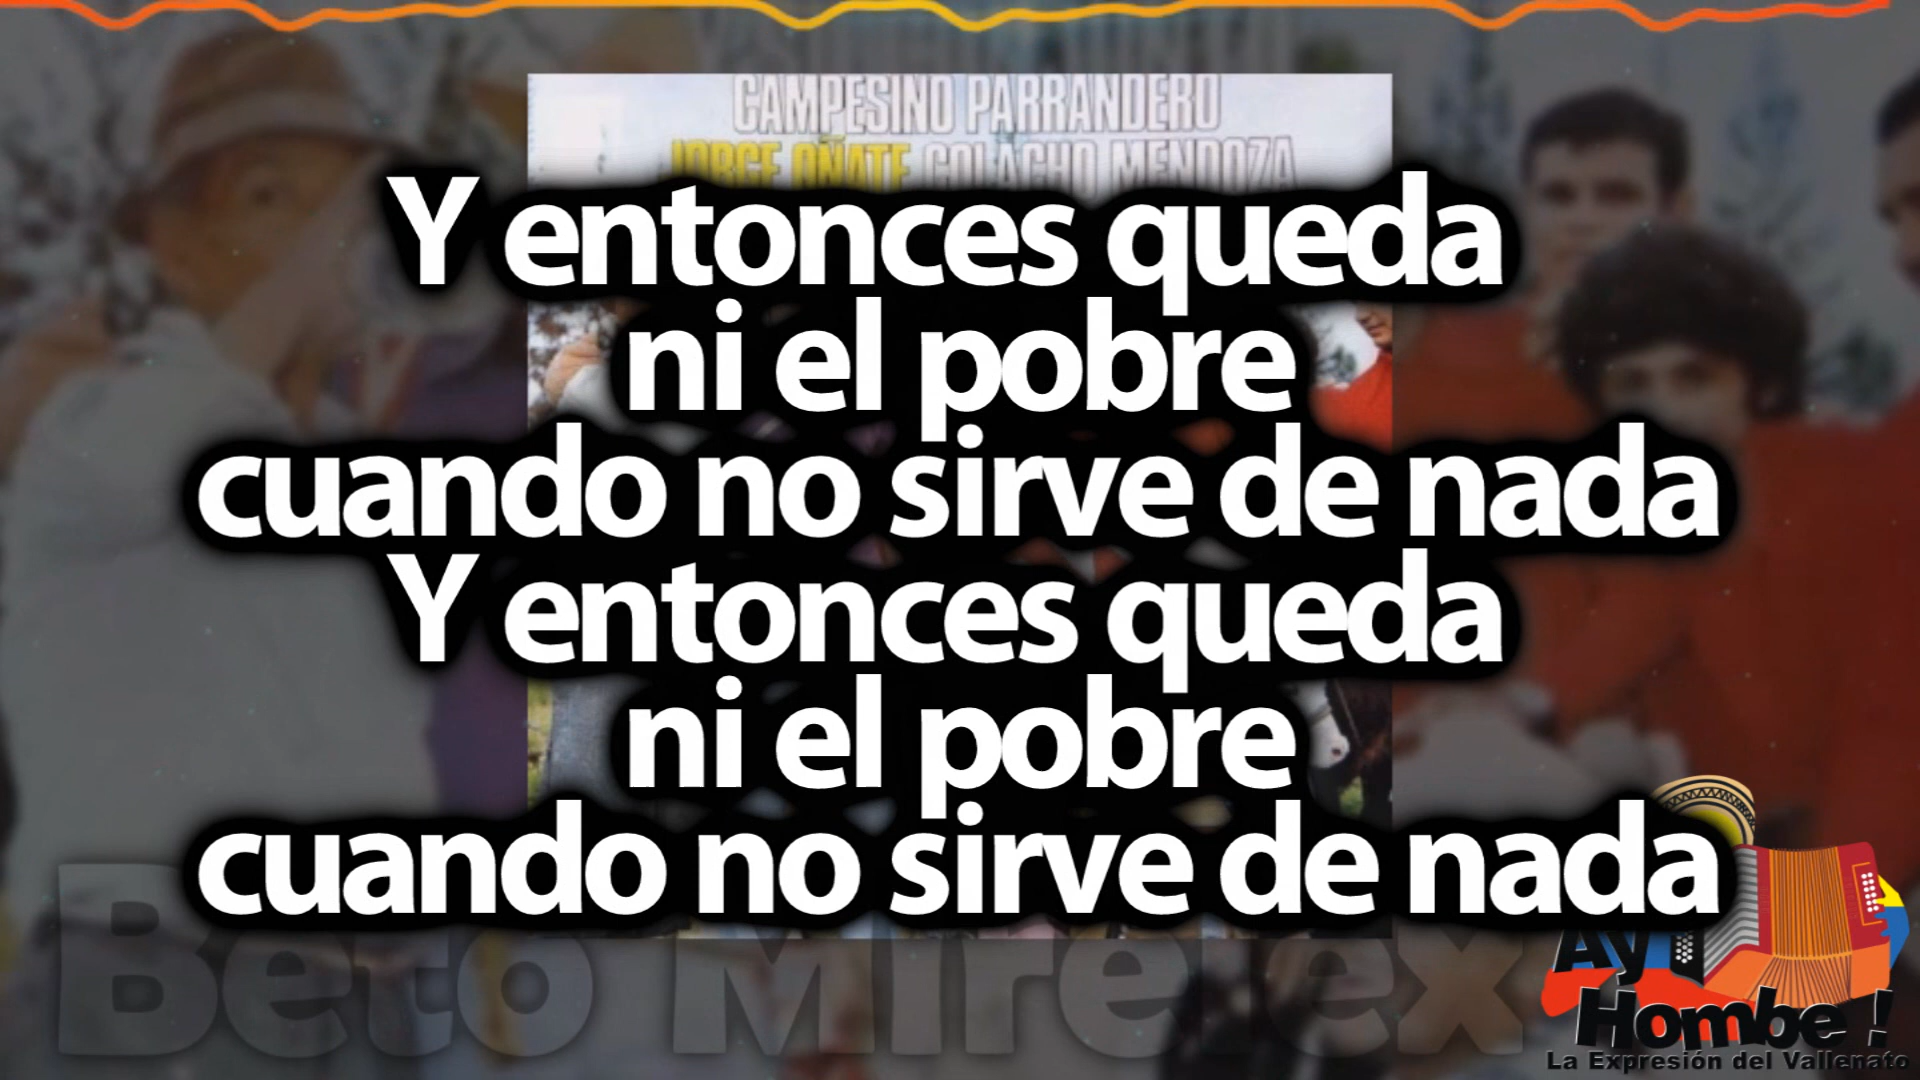 CAMPESINO PARRANDERO
JORGE OÑATE COLACHO MENDOZA
Y entonces queda
ni el pobre
cuando no sirve de nada
Y entonces queda
ni el pobre
cuando no sirve de nada
Beto Mirelex
Ay
Hombe !
La Expresión del Vallenato